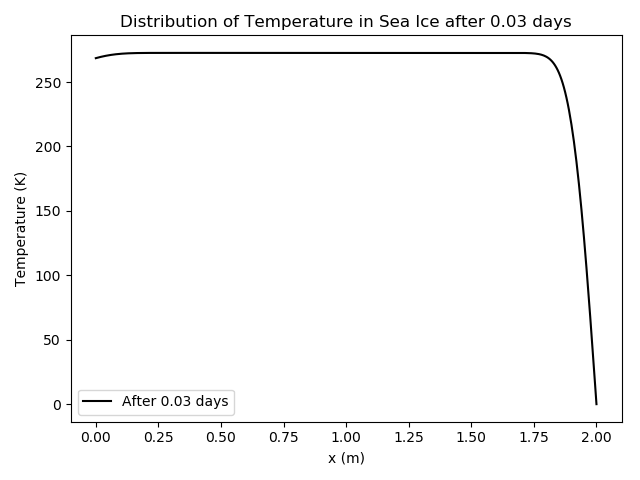 Distribution of Temperature in Sea Ice after 0.03 days
Temperature (K)
250
200
150
100
50
0
After 0.03 days
0.00 0.25 0.50 0.75 1.00 1.25 1.50 1.75 2.00
x (m)